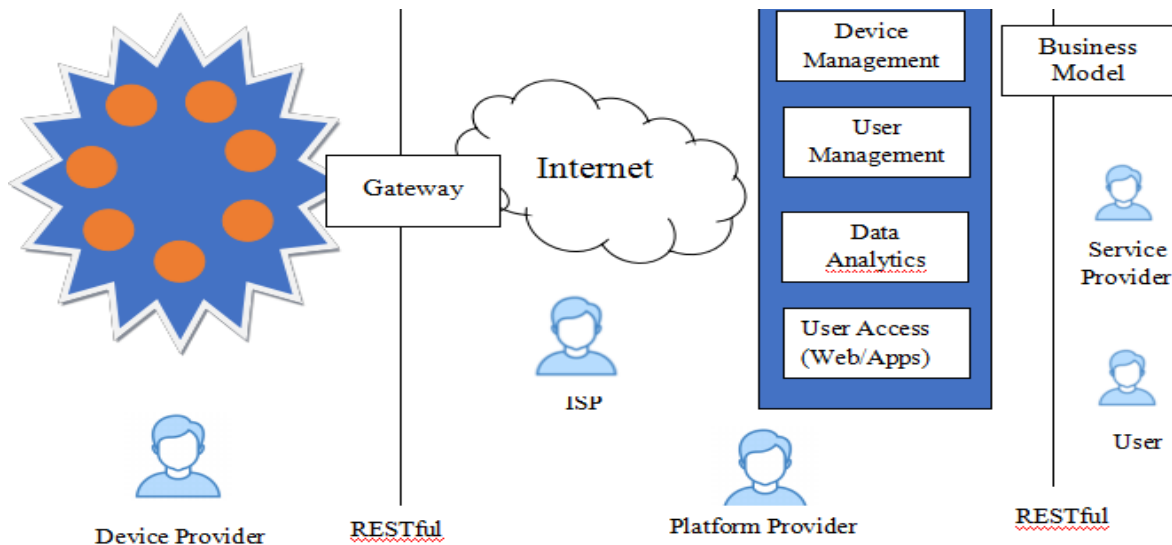 Device
Management
Business
Model
User
Management
Internet
Gateway
Data
Analytics
Service
Provider
User Access
(Web/Apps)
ISP
User
Device Provider
RESTful
Platform Provider
RESTful